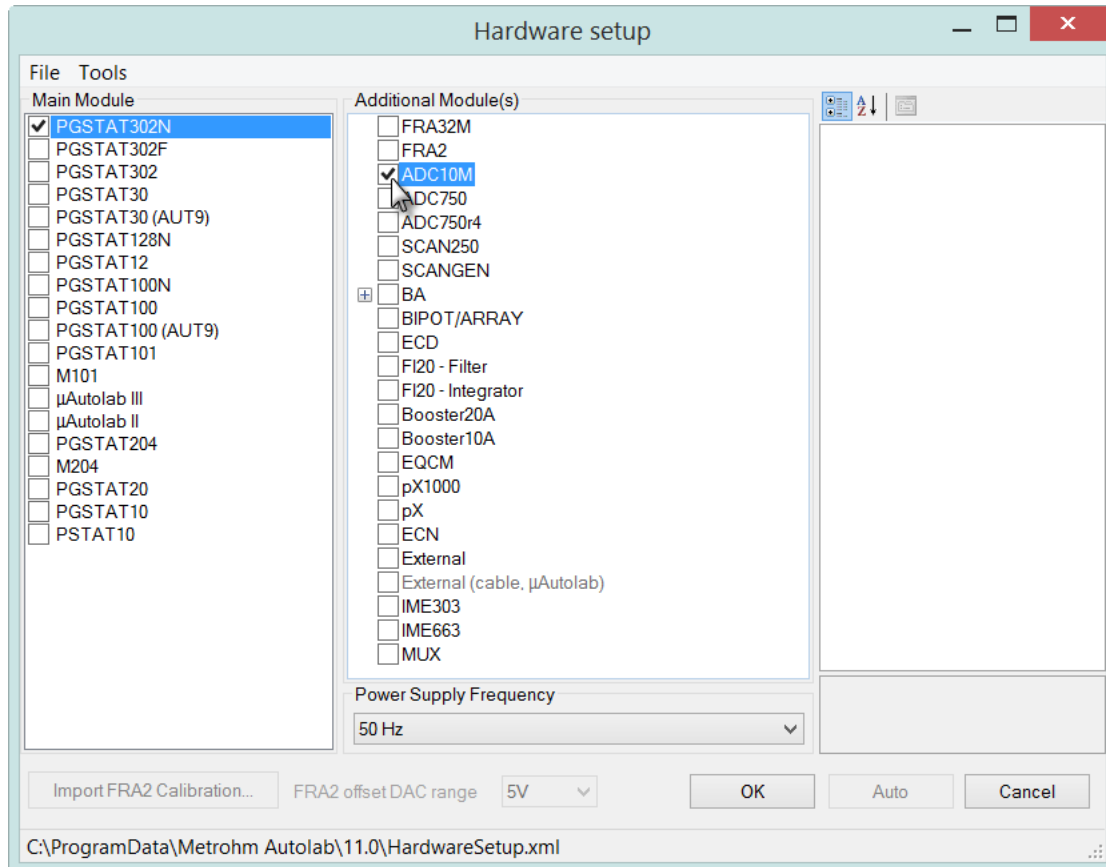 Hardware setup
File Tools
Main Module
PGSTAT302N
PGSTAT302F
PGSTAT302
PGSTAT30
PGSTAT30 (AUT9)
PGSTAT128N
PGSTAT12
PGSTAT100N
PGSTAT100
PGSTAT100 (AUT9)
PGSTAT101
M101
µAutolab III
µAutolab II
PGSTAT204
M204
PGSTAT20
PGSTAT10
PSTAT10
Additional Module(s)
FRA32M
FRA2
ADC10M
ADC750
ADC750r4
SCAN250
SCANGEN
BA
BIPOT/ARRAY
ECD
FI20 - Filter
FI20 - Integrator
Booster20A
Booster10A
EQCM
pX1000
pX
ECN
External
External (cable, µAutolab)
IME303
IME663
MUX
Power Supply Frequency
50 Hz
Import FRA2 Calibration... FRA2 offset DAC range 5V OK Auto Cancel
C:\ProgramData\Metrohm Autolab\11.0\HardwareSetup.xml